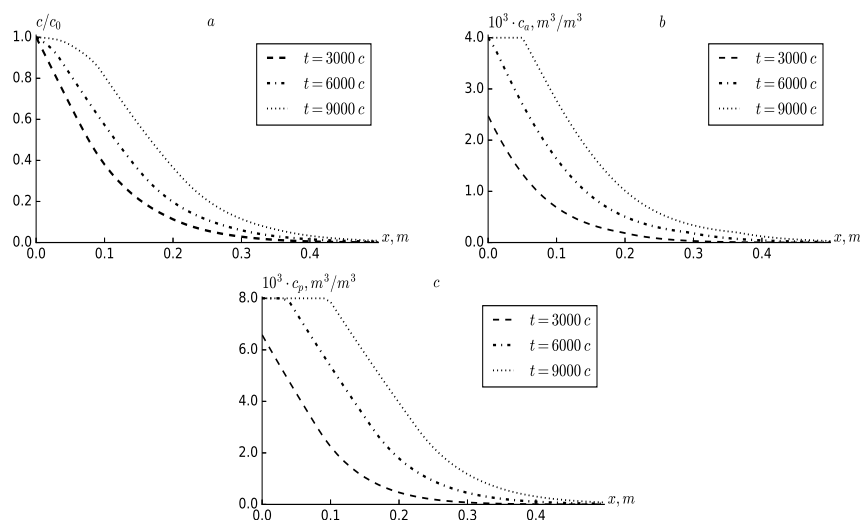 c/c₀
a
t = 3000 c
t = 6000 c
t = 9000 c
1.0
0.8
0.6
0.4
0.2
0.0
0.0 0.1 0.2 0.3 0.4
x, m
10³ · cₐ, m³/m³
b
t = 3000 c
t = 6000 c
t = 9000 c
4.0
3.0
2.0
1.0
0.0
0.0 0.1 0.2 0.3 0.4
x, m
10³ · cₚ, m³/m³
c
t = 3000 c
t = 6000 c
t = 9000 c
8.0
6.0
4.0
2.0
0.0
0.0 0.1 0.2 0.3 0.4
x, m